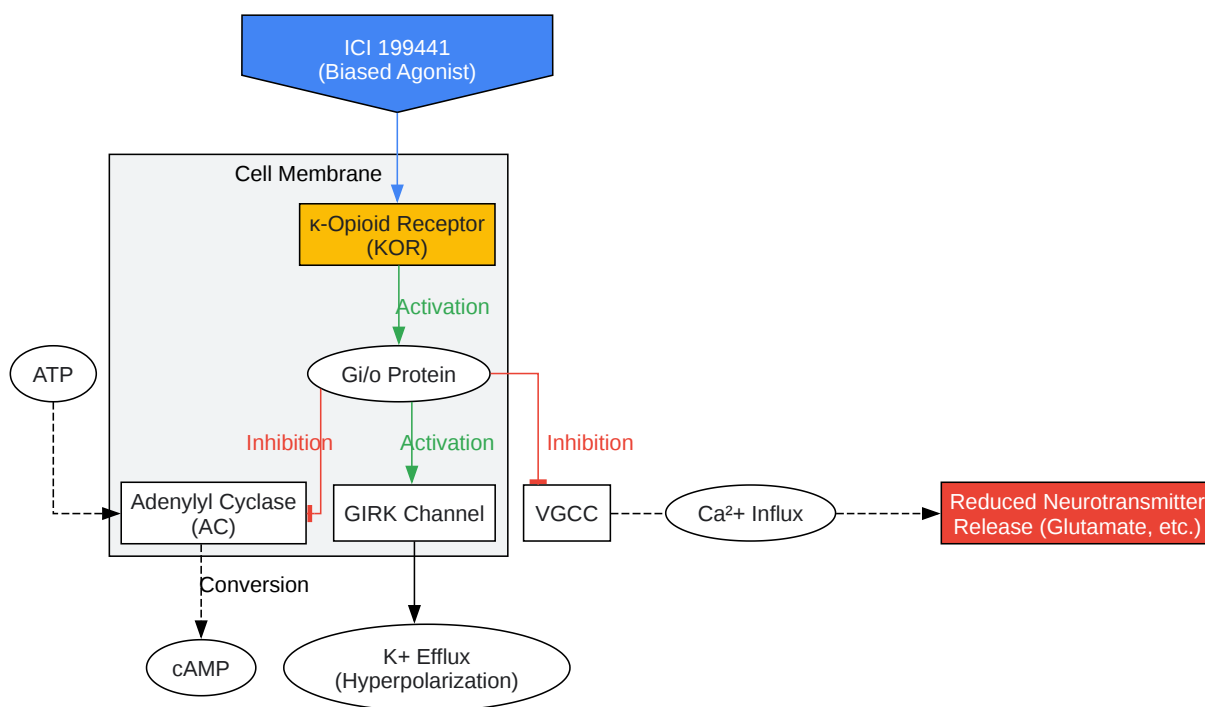 ICI 199441
(Biased Agonist)
Cell Membrane
κ-Opioid Receptor
(KOR)
Activation
ATP
Gi/o Protein
Inhibition
Activation
Inhibition
Adenylyl Cyclase
(AC)
GIRK Channel
VGCC
Ca²+ Influx
Reduced Neurotransmitter
Release (Glutamate, etc.)
Conversion
cAMP
K+ Efflux
(Hyperpolarization)